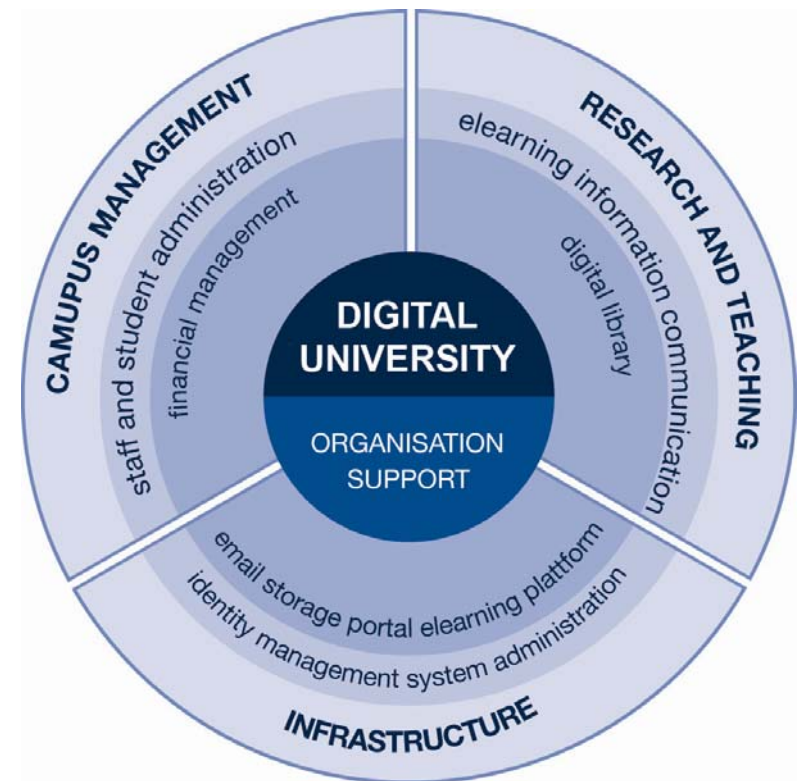 CAMUPUS MANAGEMENT
staff and student administration
financial management
RESEARCH AND TEACHING
elearning information communication
digital library
DIGITAL
UNIVERSITY
ORGANISATION
SUPPORT
email storage portal elearning plattform
identity management system administration
INFRASTRUCTURE